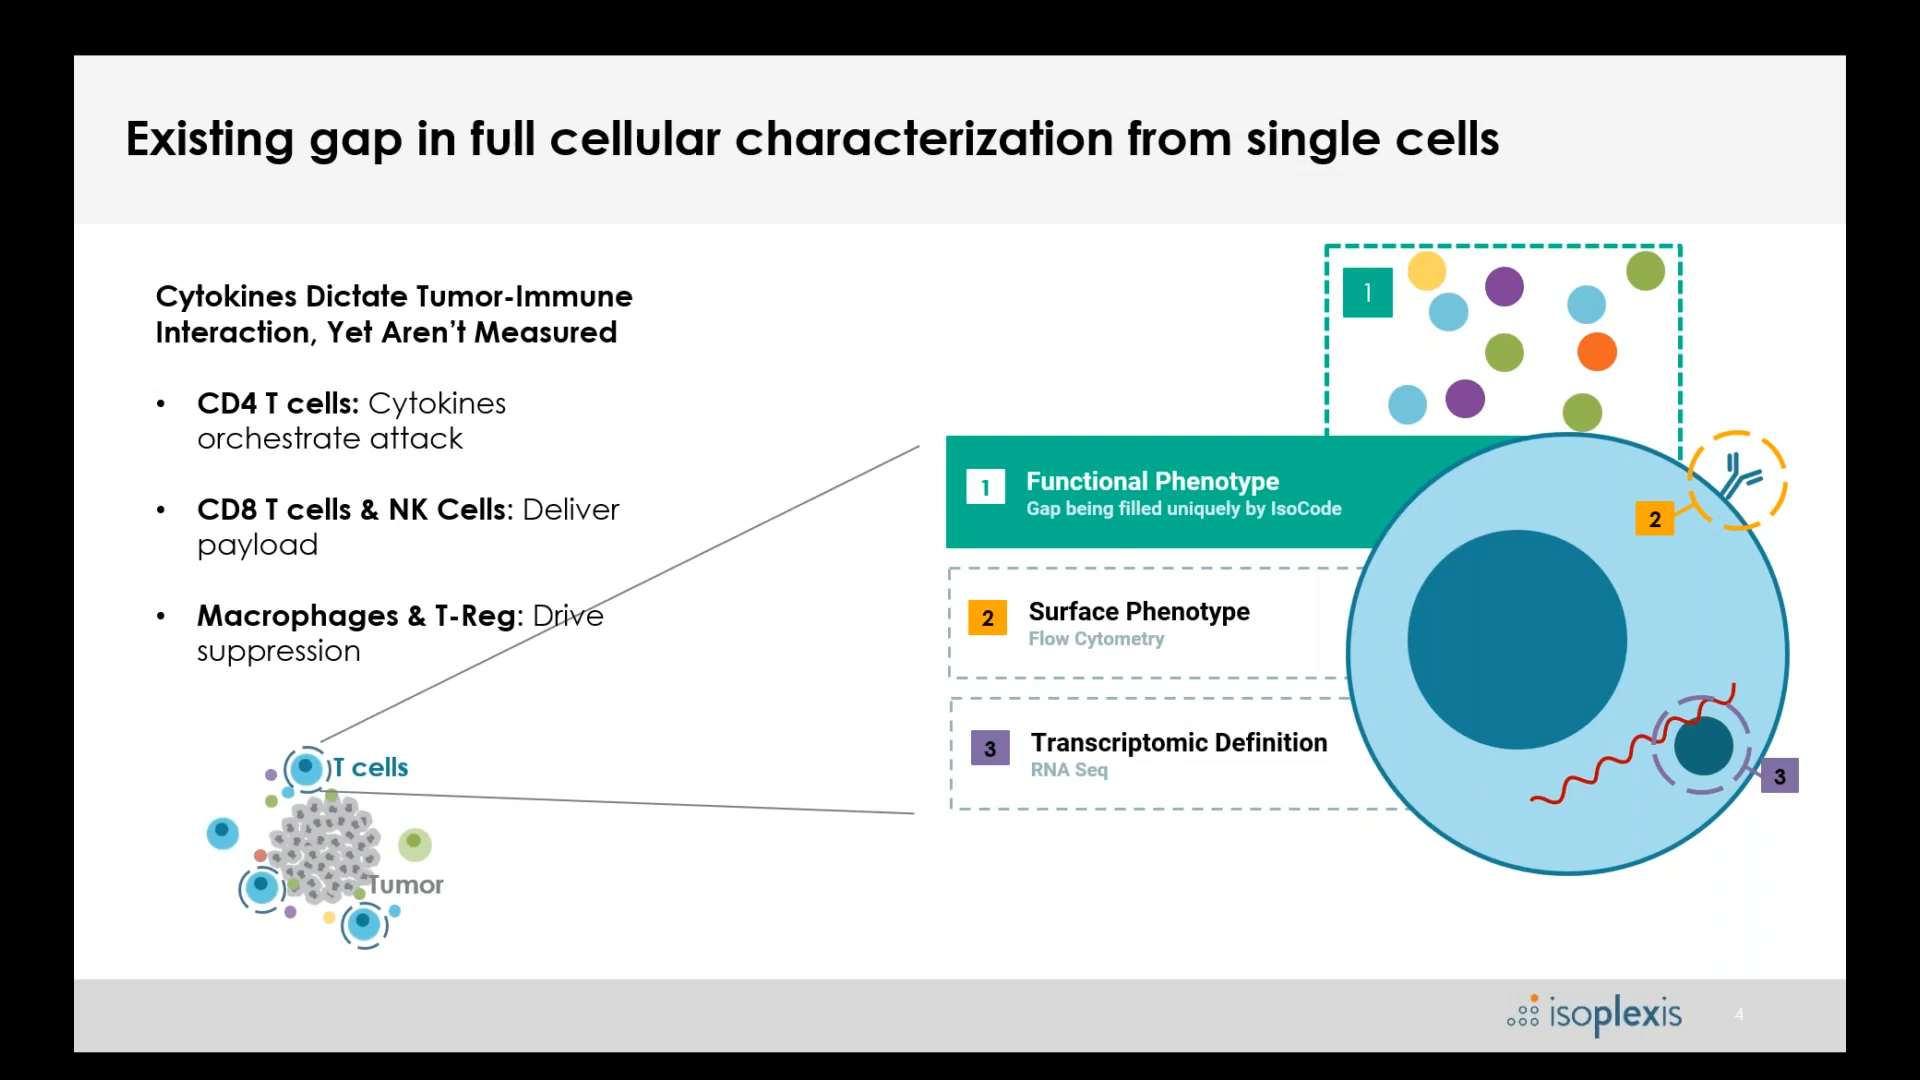 Existing gap in full cellular characterization from single cells
Cytokines Dictate Tumor-Immune
Interaction, Yet Aren't Measured
• CD4 T cells: Cytokines
orchestrate attack
• CD8 T cells & NK Cells: Deliver
payload
• Macrophages & T-Reg: Drive
suppression
T cells
Tumor
1
1 Functional Phenotype
Gap being filled uniquely by IsoCode
2
2 Surface Phenotype
Flow Cytometry
3 Transcriptomic Definition
RNA Seq
3
isoplexis
4